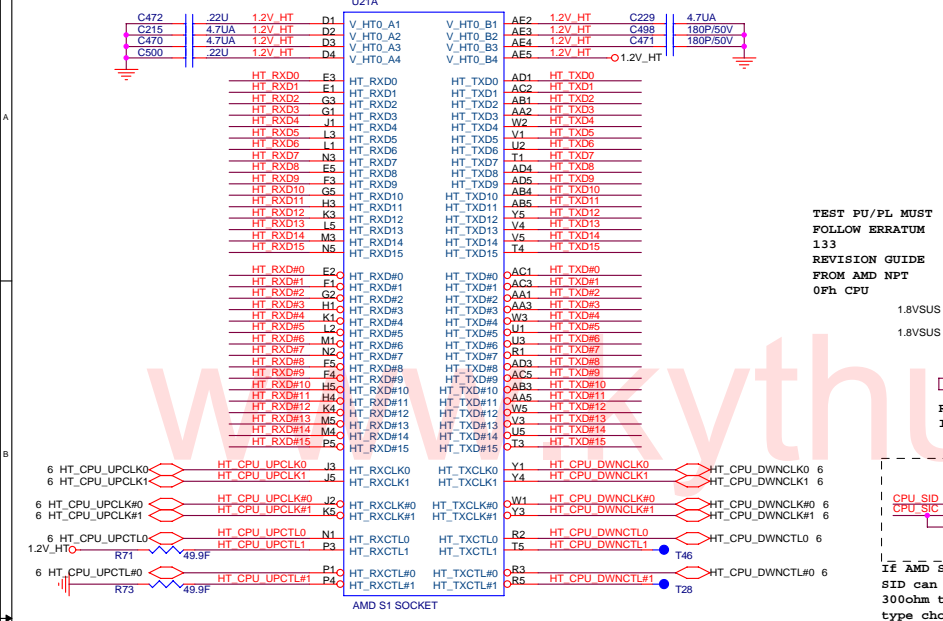 U21A
C472 .22U 1.2V_HT D1 V_HT0_A1 V_HT0_B1 AE2 1.2V_HT C229 4.7UA
C215 4.7UA 1.2V_HT D2 V_HT0_A2 V_HT0_B2 AE3 1.2V_HT C498 180P/50V
C470 4.7UA 1.2V_HT D3 V_HT0_A3 V_HT0_B3 AE4 1.2V_HT C471 180P/50V
C500 .22U 1.2V_HT D4 V_HT0_A4 V_HT0_B4 AE5 1.2V_HT 1.2V_HT
HT_RXD0 E3 HT_RXD0 HT_TXD0 AD1 HT_TXD0
HT_RXD1 E1 HT_RXD1 HT_TXD1 AC2 HT_TXD1
HT_RXD2 G3 HT_RXD2 HT_TXD2 AB1 HT_TXD2
HT_RXD3 G1 HT_RXD3 HT_TXD3 AA2 HT_TXD3
HT_RXD4 J1 HT_RXD4 HT_TXD4 W2 HT_TXD4
HT_RXD5 L3 HT_RXD5 HT_TXD5 V1 HT_TXD5
HT_RXD6 L1 HT_RXD6 HT_TXD6 U2 HT_TXD6
HT_RXD7 N3 HT_RXD7 HT_TXD7 T1 HT_TXD7
HT_RXD8 E5 HT_RXD8 HT_TXD8 AD4 HT_TXD8
HT_RXD9 F3 HT_RXD9 HT_TXD9 AD5 HT_TXD9
HT_RXD10 G5 HT_RXD10 HT_TXD10 AB4 HT_TXD10
HT_RXD11 H3 HT_RXD11 HT_TXD11 AB5 HT_TXD11
HT_RXD12 K3 HT_RXD12 HT_TXD12 Y5 HT_TXD12
HT_RXD13 L5 HT_RXD13 HT_TXD13 V4 HT_TXD13
HT_RXD14 M3 HT_RXD14 HT_TXD14 V5 HT_TXD14
HT_RXD15 N5 HT_RXD15 HT_TXD15 T4 HT_TXD15
HT_RXD#0 E2 HT_RXD#0 HT_TXD#0 AC1 HT_TXD#0
HT_RXD#1 F1 HT_RXD#1 HT_TXD#1 AC3 HT_TXD#1
HT_RXD#2 G2 HT_RXD#2 HT_TXD#2 AA1 HT_TXD#2
HT_RXD#3 H1 HT_RXD#3 HT_TXD#3 AA3 HT_TXD#3
HT_RXD#4 K1 HT_RXD#4 HT_TXD#4 W3 HT_TXD#4
HT_RXD#5 L2 HT_RXD#5 HT_TXD#5 U1 HT_TXD#5
HT_RXD#6 M1 HT_RXD#6 HT_TXD#6 U3 HT_TXD#6
HT_RXD#7 N2 HT_RXD#7 HT_TXD#7 R1 HT_TXD#7
HT_RXD#8 F5 HT_RXD#8 HT_TXD#8 AD3 HT_TXD#8
HT_RXD#9 F4 HT_RXD#9 HT_TXD#9 AC5 HT_TXD#9
HT_RXD#10 H5 HT_RXD#10 HT_TXD#10 AB3 HT_TXD#10
HT_RXD#11 H4 HT_RXD#11 HT_TXD#11 AA5 HT_TXD#11
HT_RXD#12 K4 HT_RXD#12 HT_TXD#12 W5 HT_TXD#12
HT_RXD#13 M5 HT_RXD#13 HT_TXD#13 V3 HT_TXD#13
HT_RXD#14 M4 HT_RXD#14 HT_TXD#14 U5 HT_TXD#14
HT_RXD#15 P5 HT_RXD#15 HT_TXD#15 T3 HT_TXD#15
6 HT_CPU_UPCLK0 HT_CPU_UPCLK0 J3 HT_RXCLK0 HT_TXCLK0 Y1 HT_CPU_DWNCLK0 HT_CPU_DWNCLK0 6
6 HT_CPU_UPCLK1 HT_CPU_UPCLK1 J5 HT_RXCLK1 HT_TXCLK1 Y4 HT_CPU_DWNCLK1 HT_CPU_DWNCLK1 6
6 HT_CPU_UPCLK#0 HT_CPU_UPCLK#0 J2 HT_RXCLK#0 HT_TXCLK#0 W1 HT_CPU_DWNCLK#0 HT_CPU_DWNCLK#0 6
6 HT_CPU_UPCLK#1 HT_CPU_UPCLK#1 K5 HT_RXCLK#1 HT_TXCLK#1 Y3 HT_CPU_DWNCLK#1 HT_CPU_DWNCLK#1 6
6 HT_CPU_UPCTL0 HT_CPU_UPCTL0 N1 HT_RXCTL0 HT_TXCTL0 R2 HT_CPU_DWNCTL0 HT_CPU_DWNCTL0 6
1.2V_HT R71 49.9F HT_CPU_UPCTL1 P3 HT_RXCTL1 HT_TXCTL1 T5 HT_CPU_DWNCTL1 T46
6 HT_CPU_UPCTL#0 P1 HT_RXCTL#0 HT_TXCTL#0 R3 HT_CPU_DWNCTL#0 6
R73 49.9F HT_CPU_UPCTL#1 P4 HT_RXCTL#1 HT_TXCTL#1 R5 HT_CPU_DWNCTL#1 T28
AMD S1 SOCKET
A
B
TEST PU/PL MUST
FOLLOW ERRATUM
133
REVISION GUIDE
FROM AMD NPT
0Fh CPU
1.8VSUS
1.8VSUS
CPU_SID
CPU_SIC
If AMD S
SID can
300ohm t
type cho
www.kythu